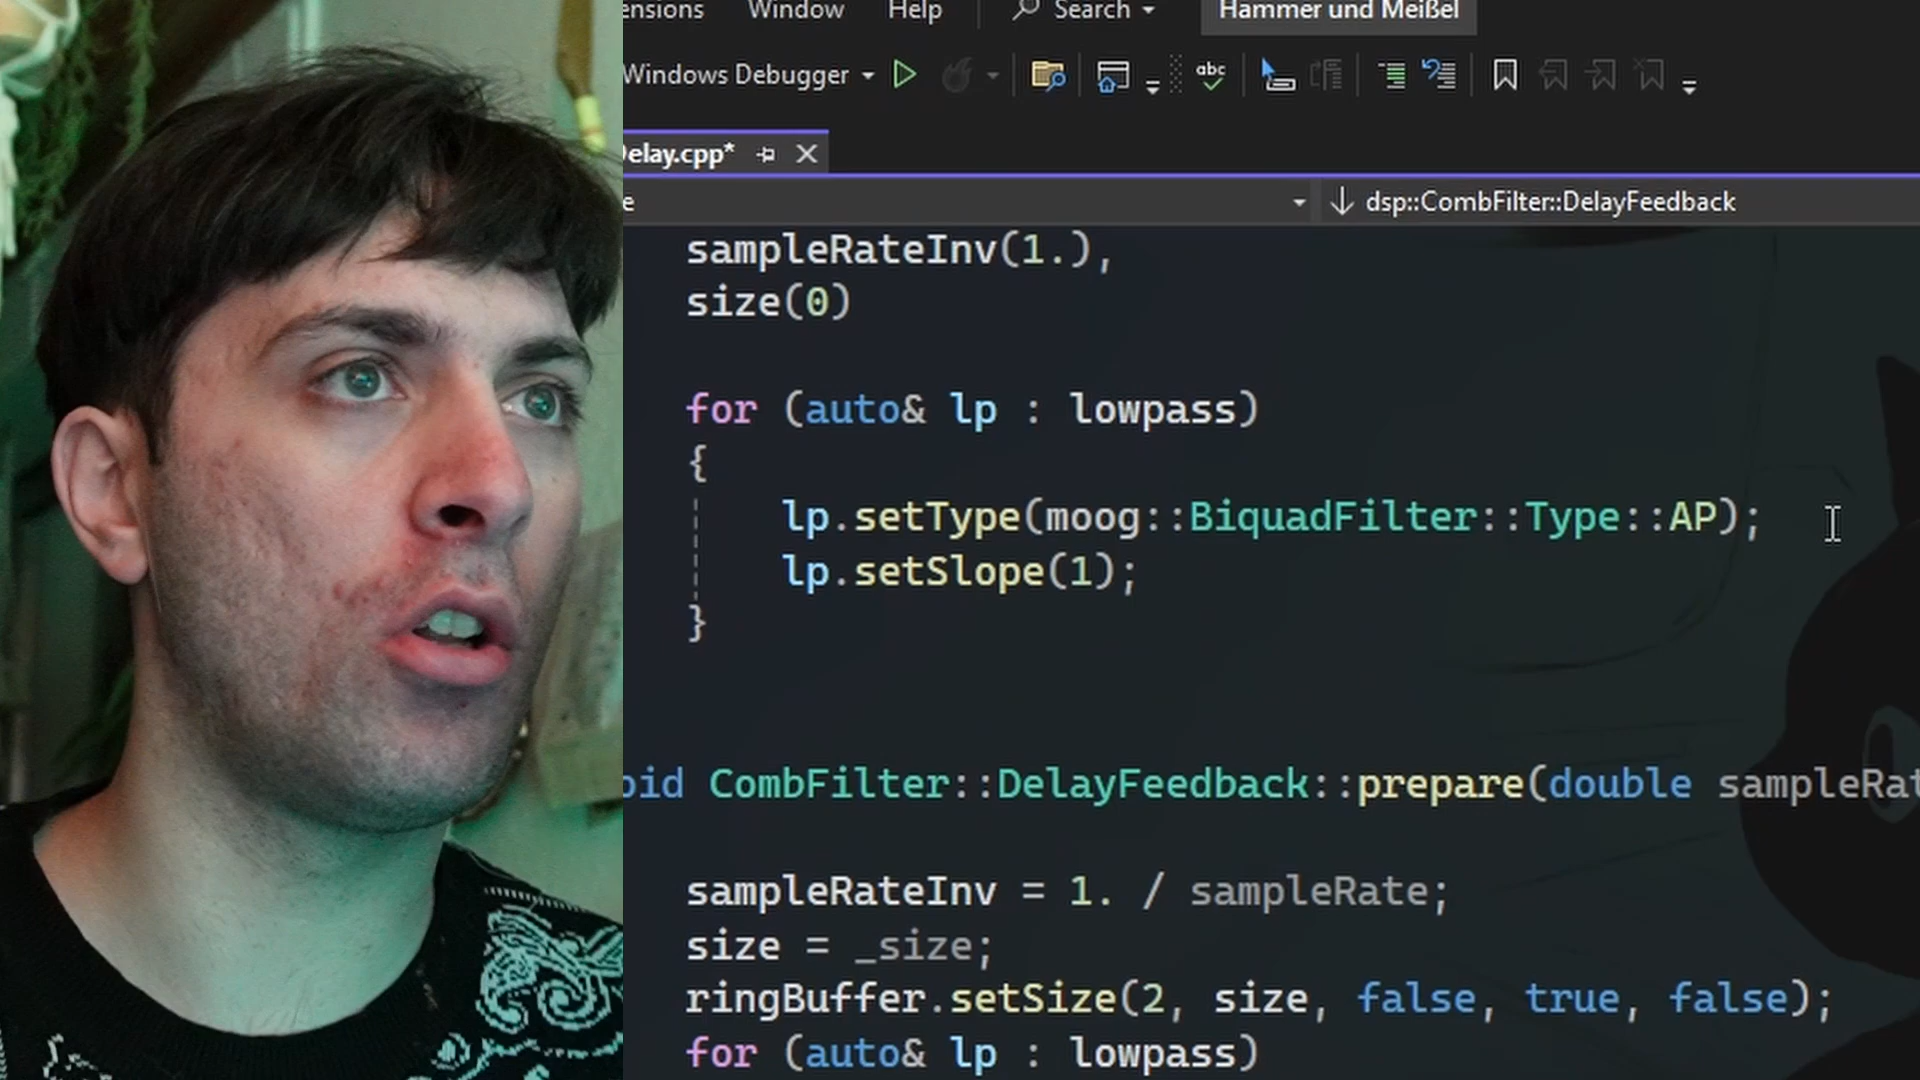 ensions Window Help Search Hammer und Meißel
Windows Debugger
Delay.cpp*
e dsp::CombFilter::DelayFeedback
sampleRateInv(1.),
size(0)
for (auto& lp : lowpass)
{
lp.setType(moog::BiquadFilter::Type::AP);
lp.setSlope(1);
}
oid CombFilter::DelayFeedback::prepare(double sampleRat
sampleRateInv = 1. / sampleRate;
size = _size;
ringBuffer.setSize(2, size, false, true, false);
for (auto& lp : lowpass)